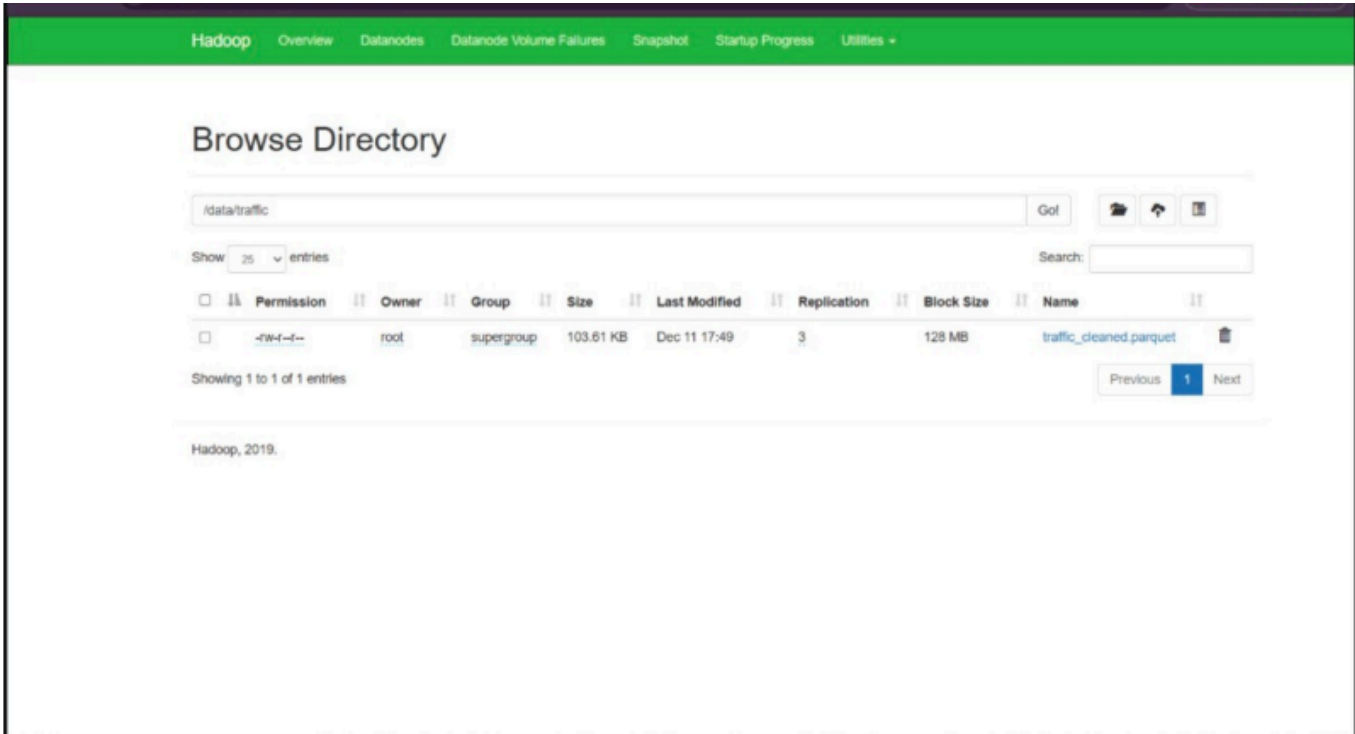 Hadoop Overview Datanodes Datanode Volume Failures Snapshot Startup Progress Utilities
Browse Directory
/data/traffic Go!
Show 25 entries Search:
Permission Owner Group Size Last Modified Replication Block Size Name
-rw-r--r-- root supergroup 103.61 KB Dec 11 17:49 3 128 MB traffic_cleaned.parquet
Showing 1 to 1 of 1 entries Previous 1 Next
Hadoop, 2019.